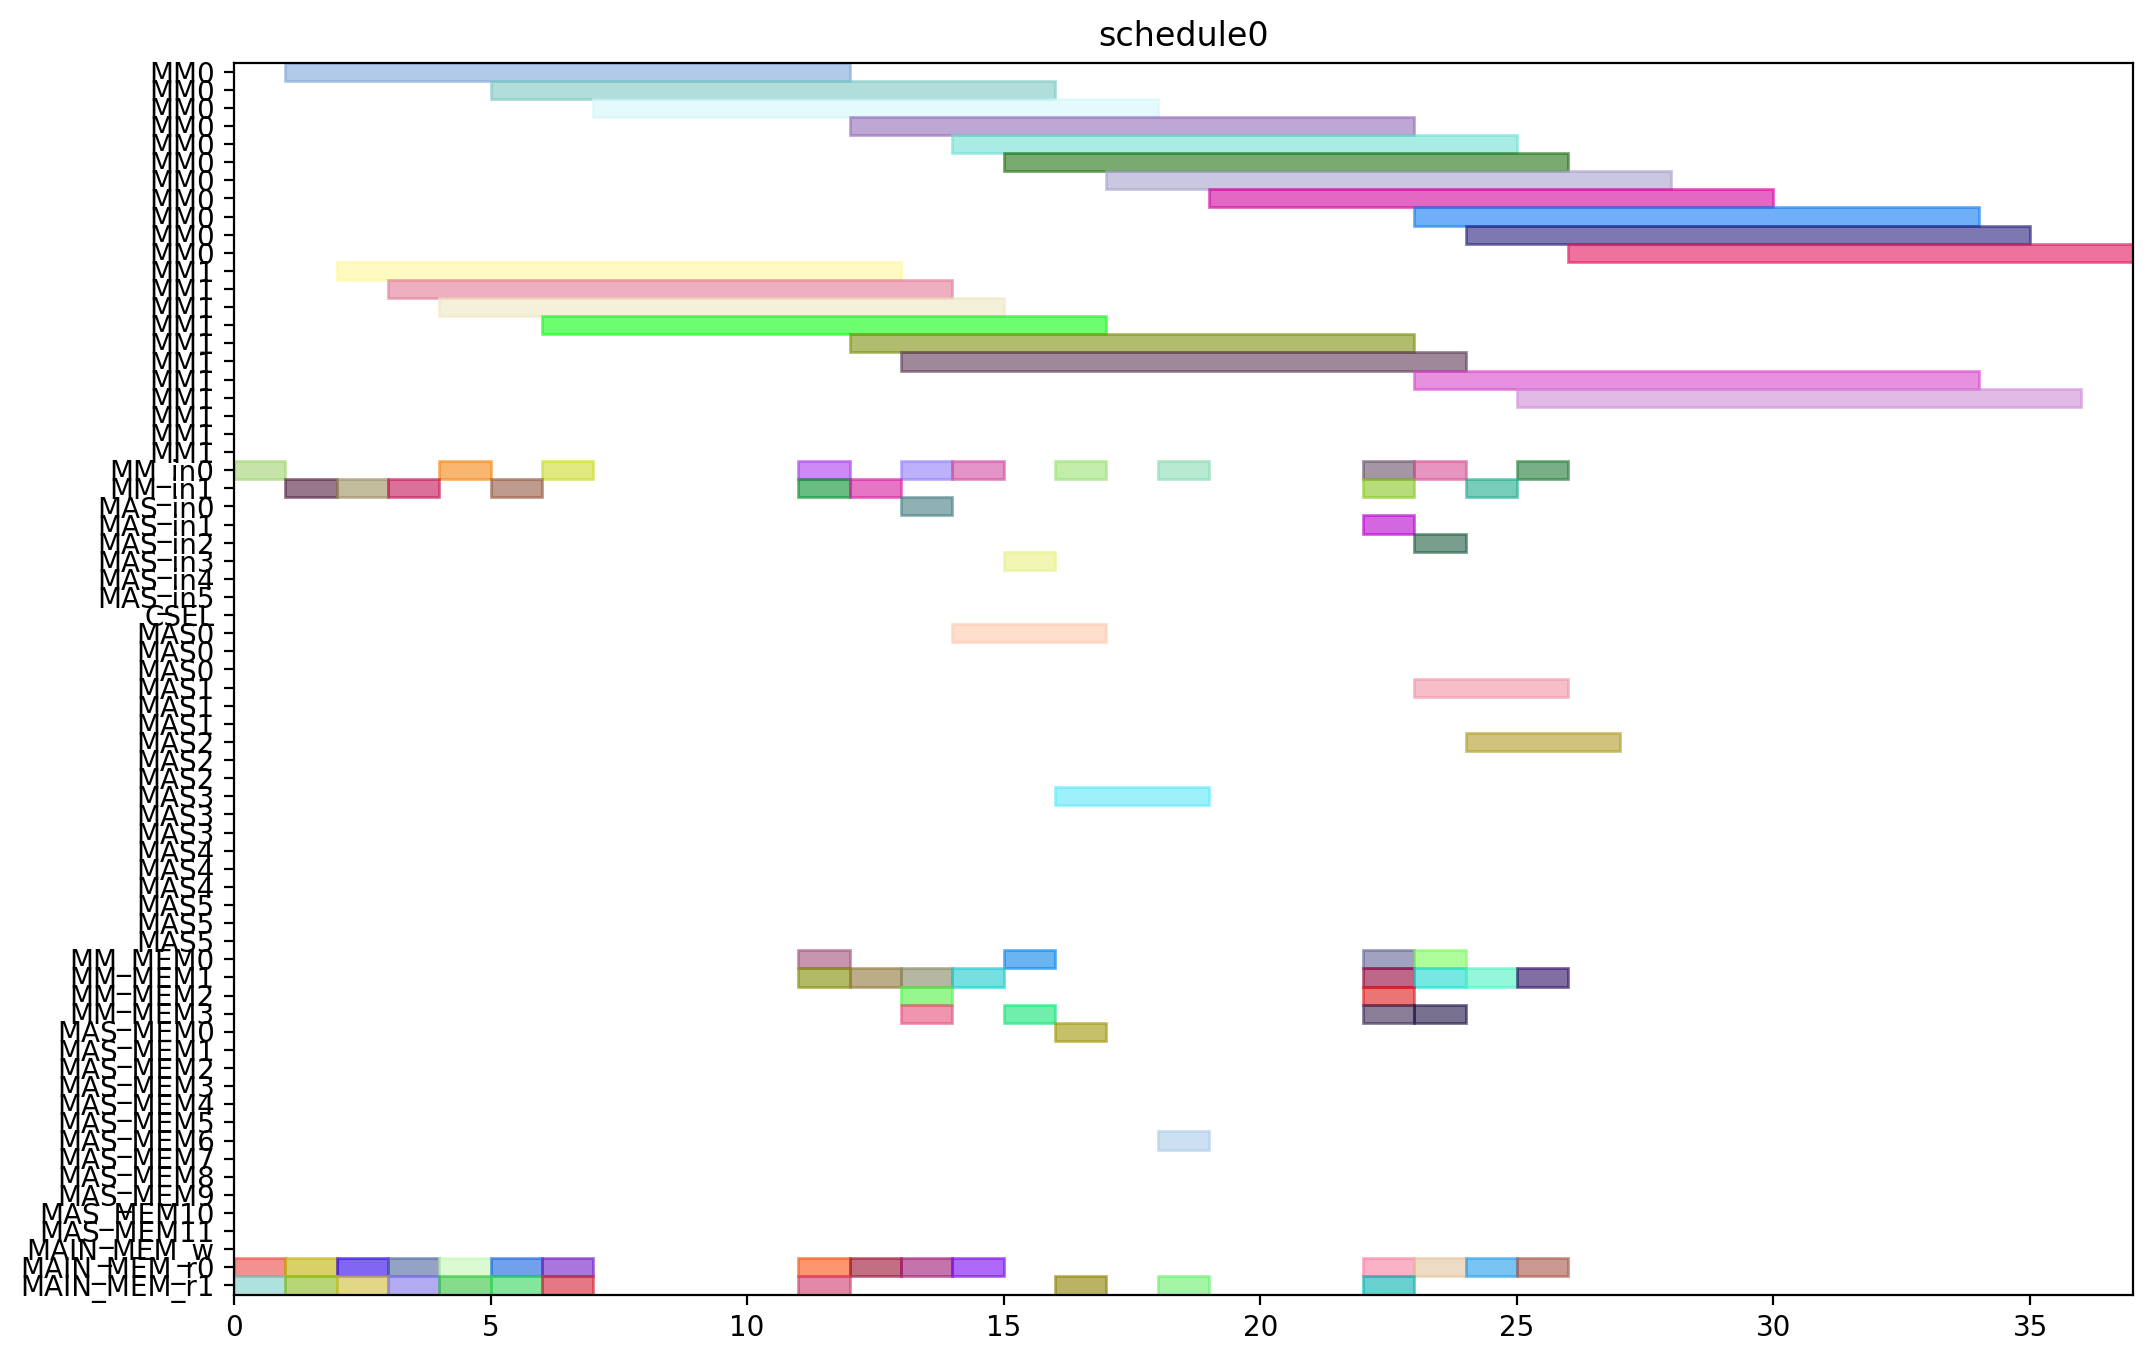 schedule0
MM0
MM0
MM0
MM0
MM0
MM0
MM0
MM0
MM0
MM0
MM0
MM1
MM1
MM1
MM1
MM1
MM1
MM1
MM1
MM1
MM1
MM1
MM_in0
MM_in1
MAS_in0
MAS_in1
MAS_in2
MAS_in3
MAS_in4
MAS_in5
CSEL
MAS0
MAS0
MAS0
MAS1
MAS1
MAS1
MAS2
MAS2
MAS2
MAS3
MAS3
MAS3
MAS4
MAS4
MAS4
MAS5
MAS5
MAS5
MM_MEM0
MM_MEM1
MM_MEM2
MM_MEM3
MAS_MEM0
MAS_MEM1
MAS_MEM2
MAS_MEM3
MAS_MEM4
MAS_MEM5
MAS_MEM6
MAS_MEM7
MAS_MEM8
MAS_MEM9
MAS_MEM10
MAS_MEM11
MAIN_MEM_w
MAIN_MEM_r0
MAIN_MEM_r1
0 5 10 15 20 25 30 35